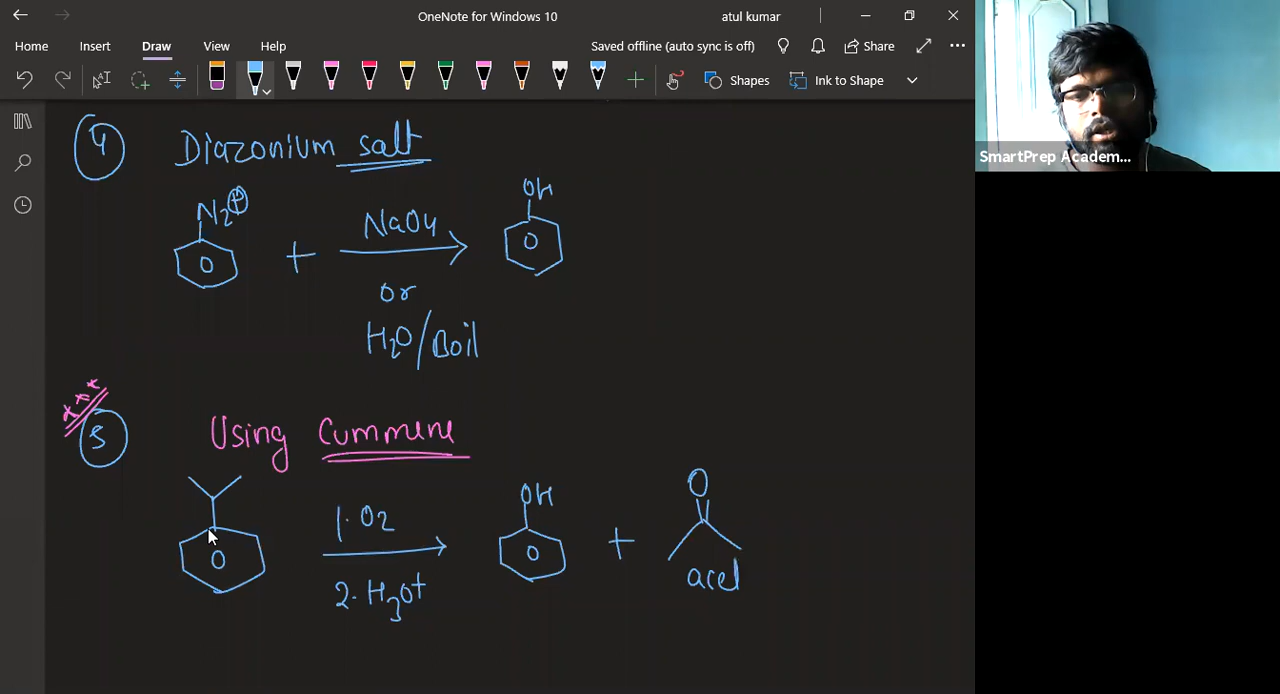 OneNote for Windows 10
atul kumar
Home Insert Draw View Help
Saved offline (auto sync is off)
Share
Shapes
Ink to Shape
SmartPrep Academ...
4 Diazonium salt
N2+
+
NaOH
OH
or
H2O/Boil
xxx
5 Using Cummene
1. O2
2. H3O+
OH
+
O
acet